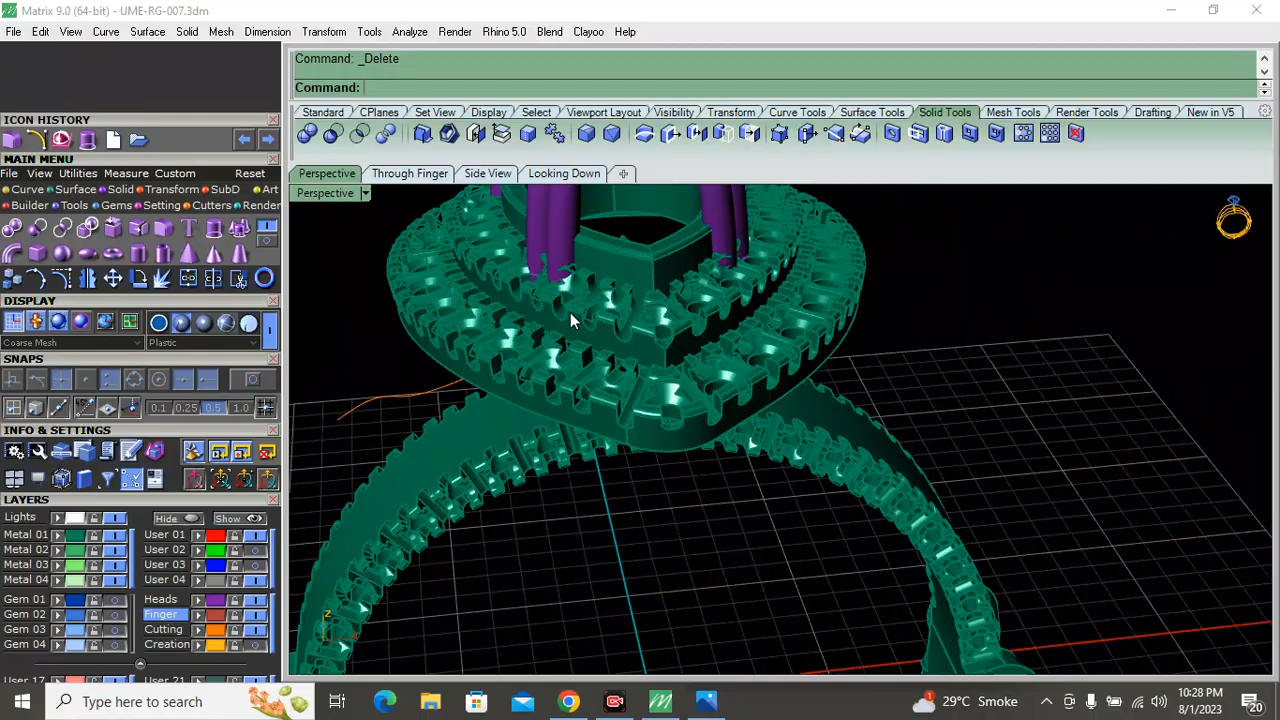 Matrix 9.0 (64-bit) - UME-RG-007.3dm
File Edit View Curve Surface Solid Mesh Dimension Transform Tools Analyze Render Rhino 5.0 Blend Clayoo Help
Command: _Delete
Command:
Standard CPlanes Set View Display Select Viewport Layout Visibility Transform Curve Tools Surface Tools Solid Tools Mesh Tools Render Tools Drafting New in V5
ICON HISTORY
MAIN MENU
File View Utilities Measure Custom Reset
Curve Surface Solid Transform SubD Art
Builder Tools Gems Setting Cutters Render
Perspective Through Finger Side View Looking Down
Perspective
DISPLAY
Coarse Mesh Plastic
SNAPS
0.1 0.25 0.5 1.0
INFO & SETTINGS
LAYERS
Lights Hide Show
Metal 01 User 01
Metal 02 User 02
Metal 03 User 03
Metal 04 User 04
Gem 01 Heads
Gem 02 Finger
Gem 03 Cutting
Gem 04 Creation
User 17 User 21
z
x
Type here to search
29°C Smoke
10:28 PM
8/1/2023
1
20